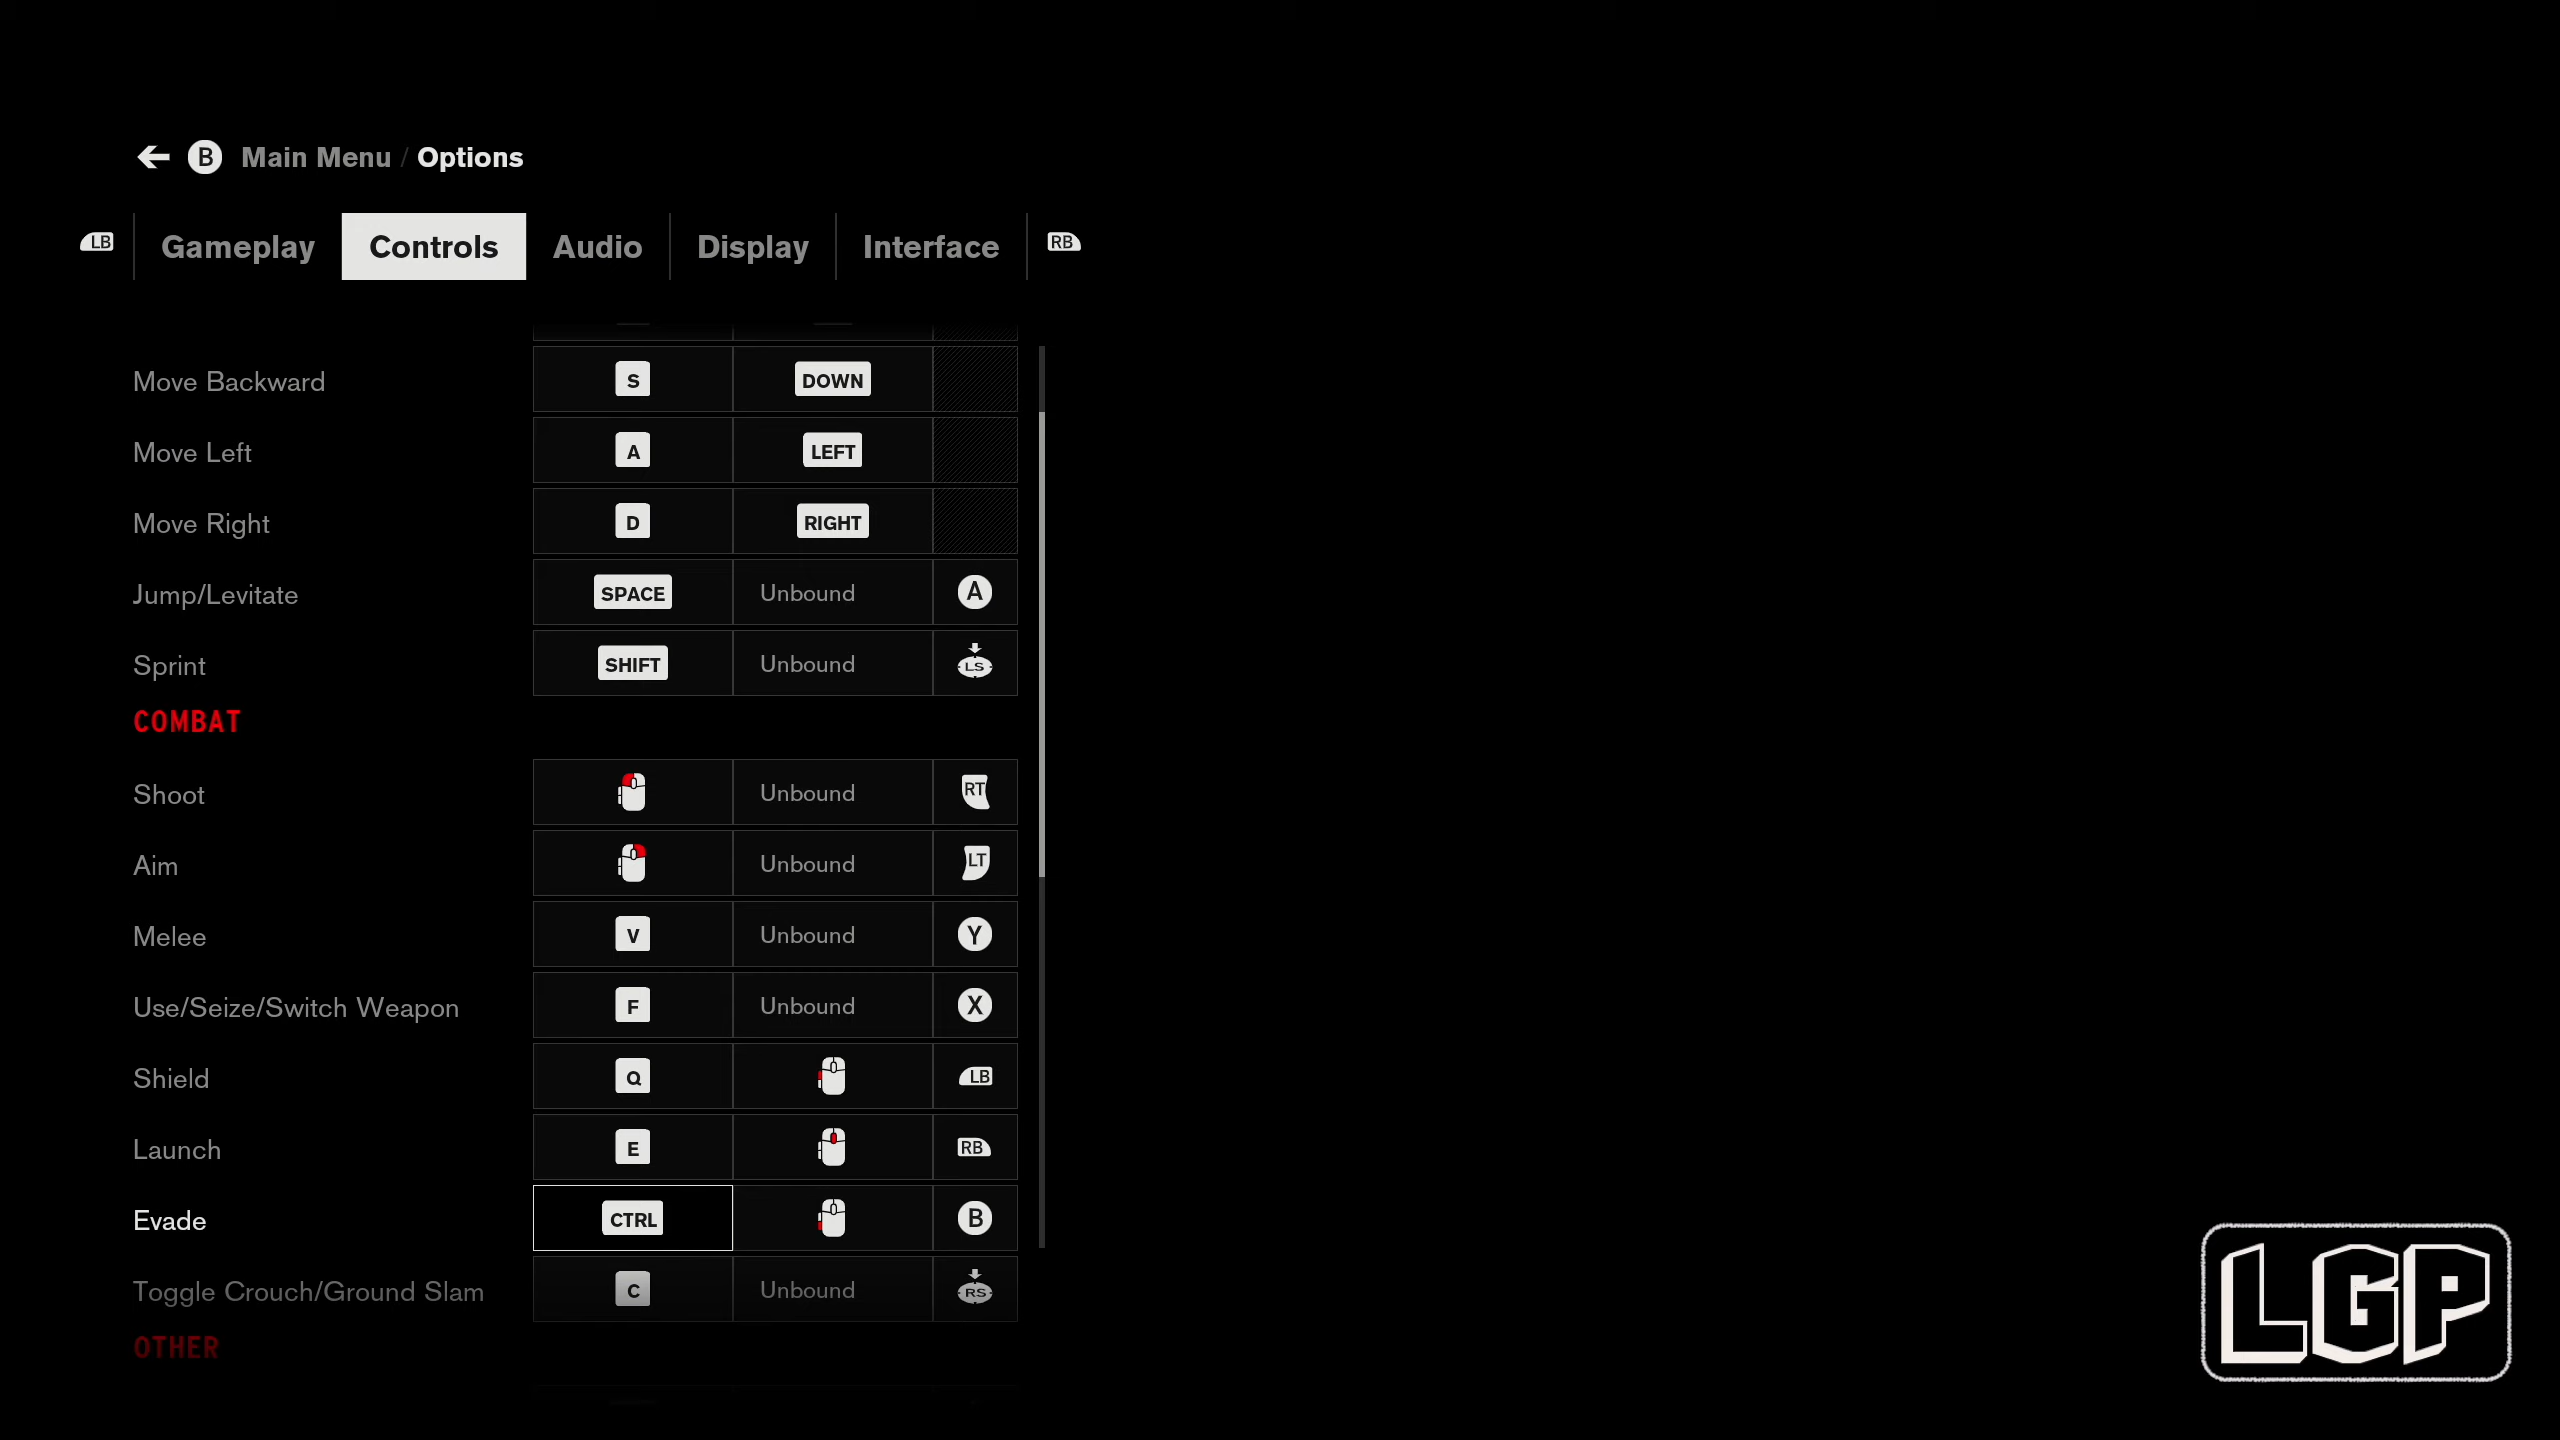 B Main Menu / Options
LB Gameplay Controls Audio Display Interface RB
Move Backward S DOWN
Move Left A LEFT
Move Right D RIGHT
Jump/Levitate SPACE Unbound A
Sprint SHIFT Unbound LS
COMBAT
Shoot Unbound RT
Aim Unbound LT
Melee V Unbound Y
Use/Seize/Switch Weapon F Unbound X
Shield Q LB
Launch E RB
Evade CTRL B
Toggle Crouch/Ground Slam C Unbound RS
OTHER
LGP